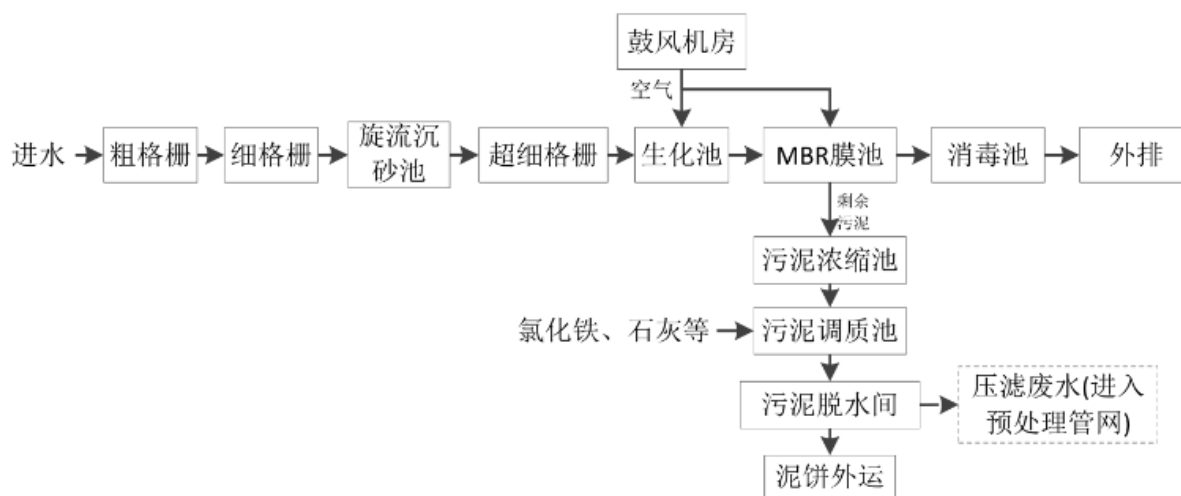 鼓风机房
空气
进水
粗格栅
细格栅
旋流沉
砂池
超细格栅
生化池
MBR膜池
消毒池
外排
剩余
污泥
污泥浓缩池
氯化铁、石灰等
污泥调质池
污泥脱水间
压滤废水(进入
预处理管网)
泥饼外运